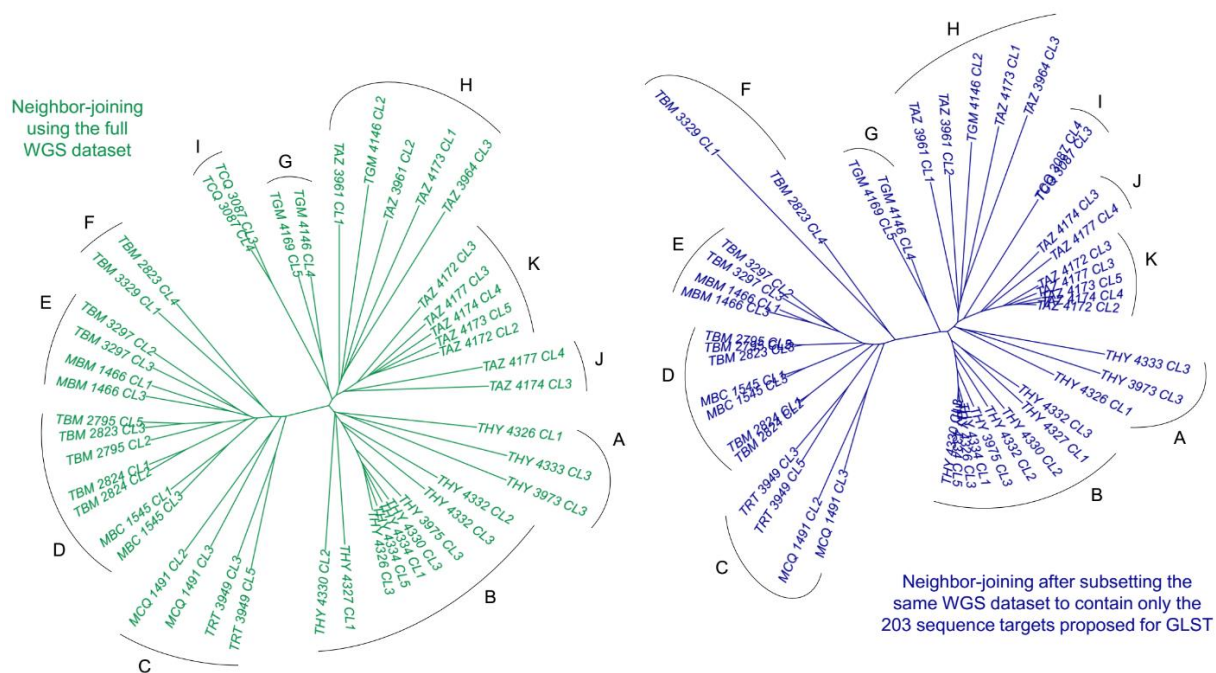 Neighbor-joining
using the full
WGS dataset
H
TAZ 3961 CL1
TGM 4146 CL2
TAZ 3961 CL2
TAZ 4173 CL1
TAZ 3964 CL3
I
TCQ 3087 CL3
TCQ 3087 CL4
G
TGM 4169 CL5
TGM 4146 CL4
F
TBM 2823 CL4
TBM 3329 CL1
K
TAZ 4172 CL3
TAZ 4177 CL3
TAZ 4174 CL4
TAZ 4173 CL5
TAZ 4172 CL2
E
TBM 3297 CL2
TBM 3297 CL3
MBM 1466 CL1
MBM 1466 CL3
J
TAZ 4177 CL4
TAZ 4174 CL3
D
TBM 2795 CL5
TBM 2823 CL3
TBM 2795 CL2
TBM 2824 CL1
TBM 2824 CL2
MBC 1545 CL1
MBC 1545 CL3
A
THY 4326 CL1
THY 4333 CL3
THY 3973 CL3
C
MCQ 1491 CL2
MCQ 1491 CL3
TRT 3949 CL3
TRT 3949 CL5
B
THY 4332 CL2
THY 4332 CL3
THY 3975 CL3
THY 4330 CL3
THY 4334 CL1
THY 4334 CL5
THY 4326 CL3
THY 4327 CL1
THY 4330 CL2
H
TAZ 3961 CL1
TAZ 3961 CL2
TGM 4146 CL2
TAZ 4173 CL1
TAZ 3964 CL3
F
TBM 3329 CL1
TBM 2823 CL4
G
TGM 4169 CL5
TGM 4146 CL4
I
TCQ 3087 CL4
TCQ 3087 CL3
J
TAZ 4174 CL3
TAZ 4177 CL4
K
TAZ 4172 CL3
TAZ 4177 CL3
TAZ 4173 CL5
TAZ 4174 CL4
TAZ 4172 CL2
E
TBM 3297 CL2
TBM 3297 CL3
MBM 1466 CL1
MBM 1466 CL3
D
TBM 2795 CL5
TBM 2823 CL3
MBC 1545 CL1
MBC 1545 CL3
TBM 2824 CL1
TBM 2824 CL2
C
TRT 3949 CL3
TRT 3949 CL5
MCQ 1491 CL2
MCQ 1491 CL3
A
THY 4333 CL3
THY 3973 CL3
THY 4326 CL1
B
THY 4332 CL3
THY 4327 CL1
THY 4330 CL2
THY 4332 CL2
THY 3975 CL3
THY 4334 CL1
Neighbor-joining after subsetting the
same WGS dataset to contain only the
203 sequence targets proposed for GLST